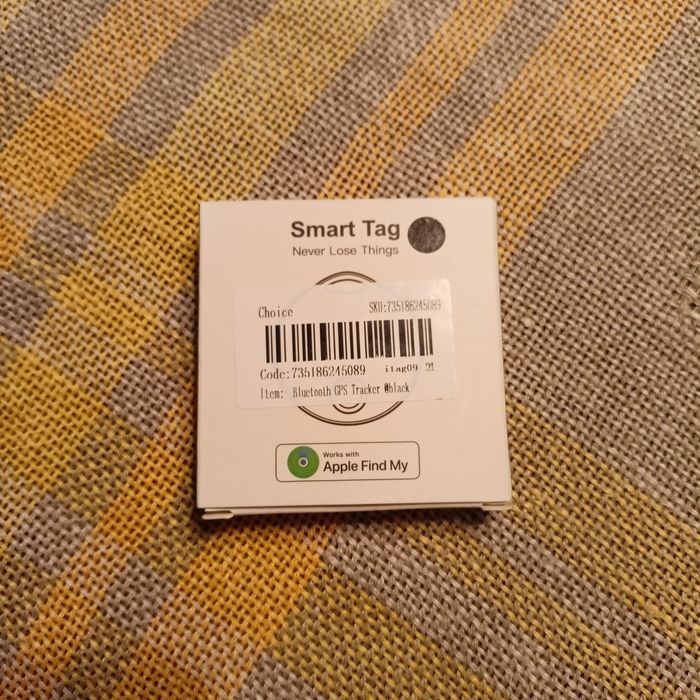 Smart Tag
Never Lose Things
Choice SKU:735186245089
Code:735186245089 itag09
Item: Bluetooth GPS Tracker @black
Works with
Apple Find My